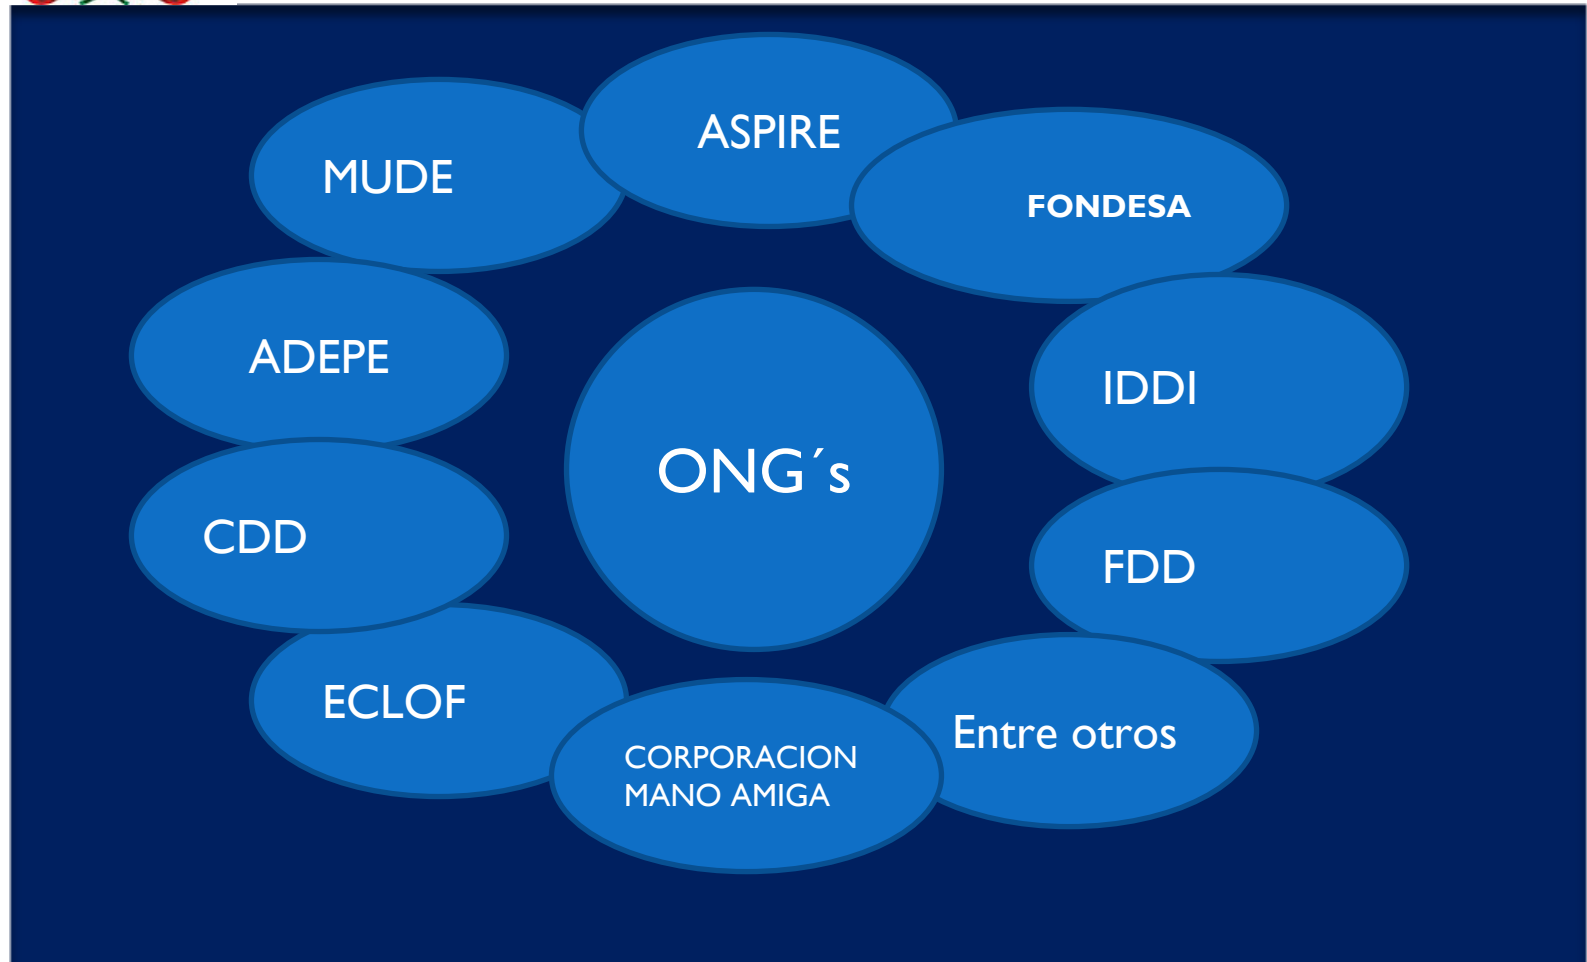 ASPIRE
MUDE
FONDESA
ADEPE
IDDI
ONG´s
CDD
FDD
ECLOF
Entre otros
CORPORACION
MANO AMIGA